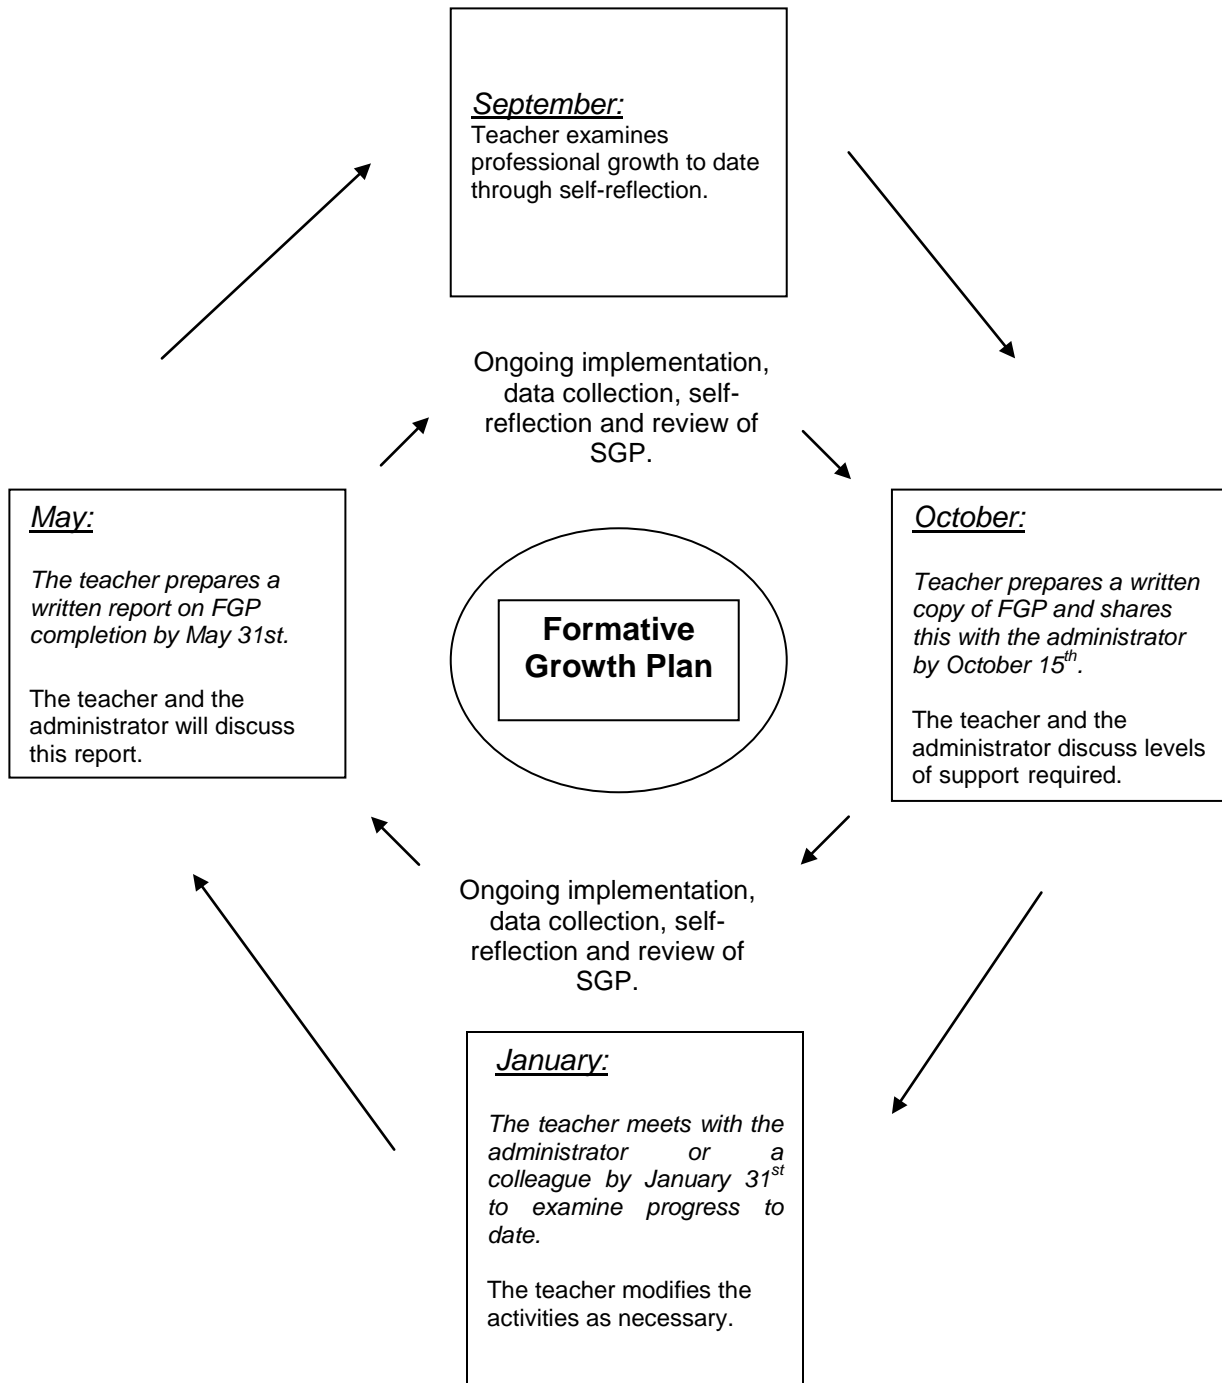 September:
Teacher examines
professional growth to date
through self-reflection.
Ongoing implementation,
data collection, self-
reflection and review of
SGP.
May:
The teacher prepares a
written report on FGP
completion by May 31st.
The teacher and the
administrator will discuss
this report.
Formative
Growth Plan
October:
Teacher prepares a written
copy of FGP and shares
this with the administrator
by October 15th.
The teacher and the
administrator discuss levels
of support required.
Ongoing implementation,
data collection, self-
reflection and review of
SGP.
January:
The teacher meets with the
administrator or a
colleague by January 31st
to examine progress to
date.
The teacher modifies the
activities as necessary.